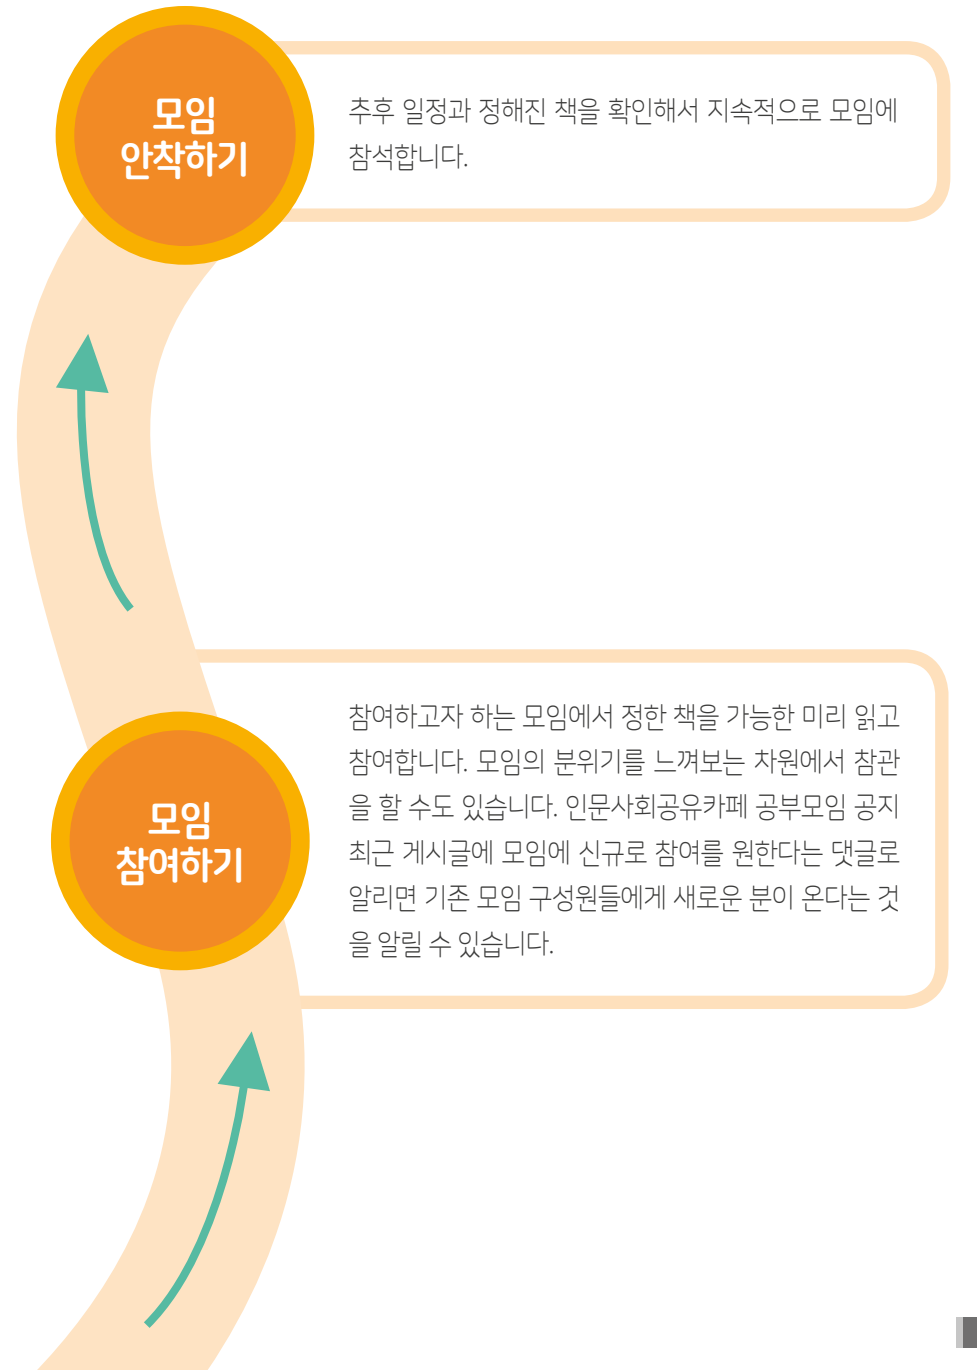 모임
안착하기
추후 일정과 정해진 책을 확인해서 지속적으로 모임에
참석합니다.
모임
참여하기
참여하고자 하는 모임에서 정한 책을 가능한 미리 읽고
참여합니다. 모임의 분위기를 느껴보는 차원에서 참관
을 할 수도 있습니다. 인문사회공유카페 공부모임 공지
최근 게시글에 모임에 신규로 참여를 원한다는 댓글로
알리면 기존 모임 구성원들에게 새로운 분이 온다는 것
을 알릴 수 있습니다.